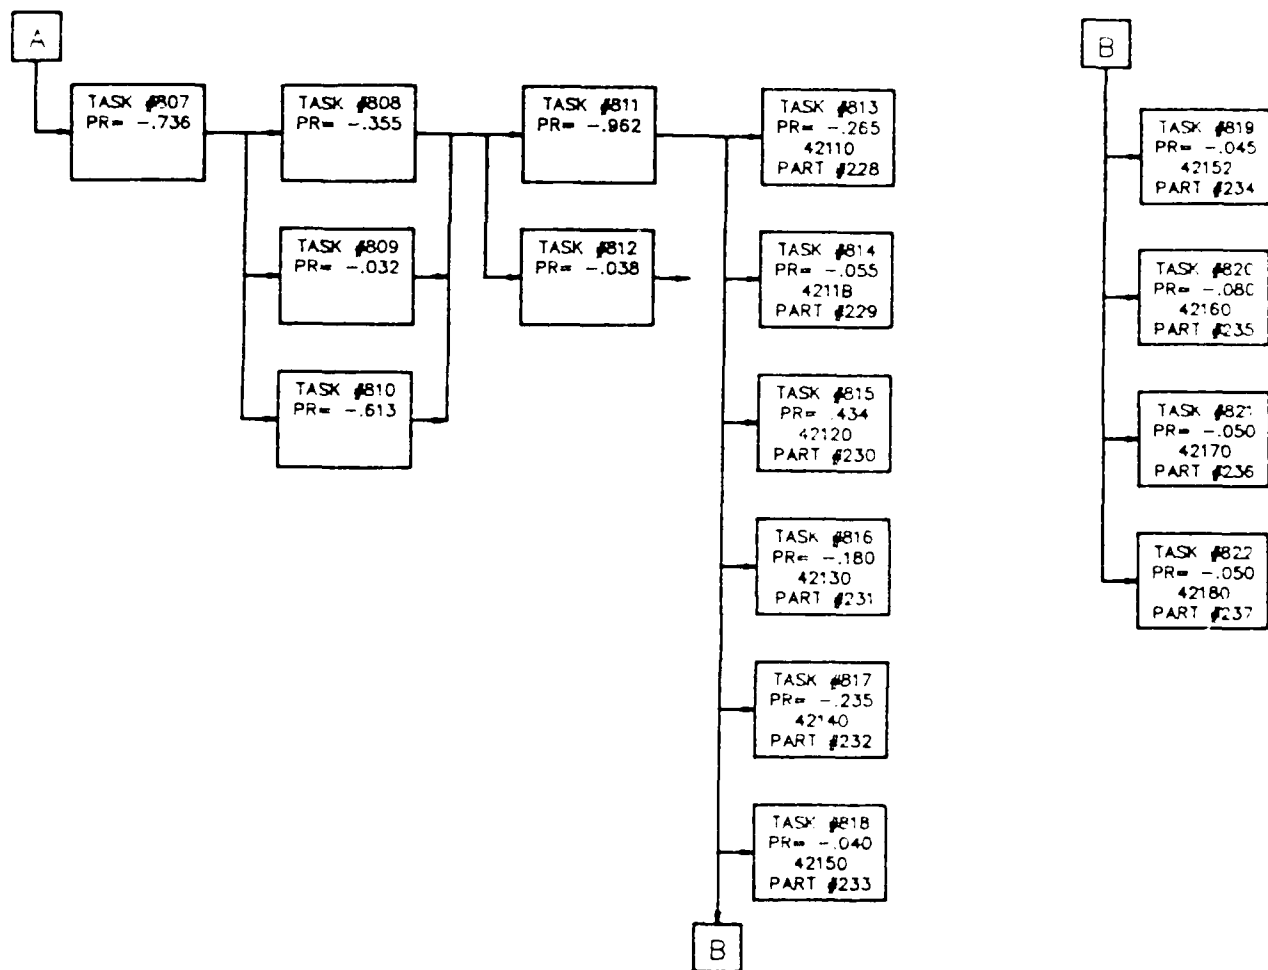 A
TASK #807
PR= -.736
TASK #808
PR= -.355
TASK #809
PR= -.032
TASK #810
PR= -.613
TASK #811
PR= -.962
TASK #812
PR= -.038
TASK #813
PR= -.265
42110
PART #228
TASK #814
PR= -.055
4211B
PART #229
TASK #815
PR= .434
42120
PART #230
TASK #816
PR= -.180
42130
PART #231
TASK #817
PR= -.235
42140
PART #232
TASK #818
PR= -.040
42150
PART #233
B
B
TASK #819
PR= -.045
42152
PART #234
TASK #820
PR= -.080
42160
PART #235
TASK #821
PR= -.050
42170
PART #236
TASK #822
PR= -.050
42180
PART #237